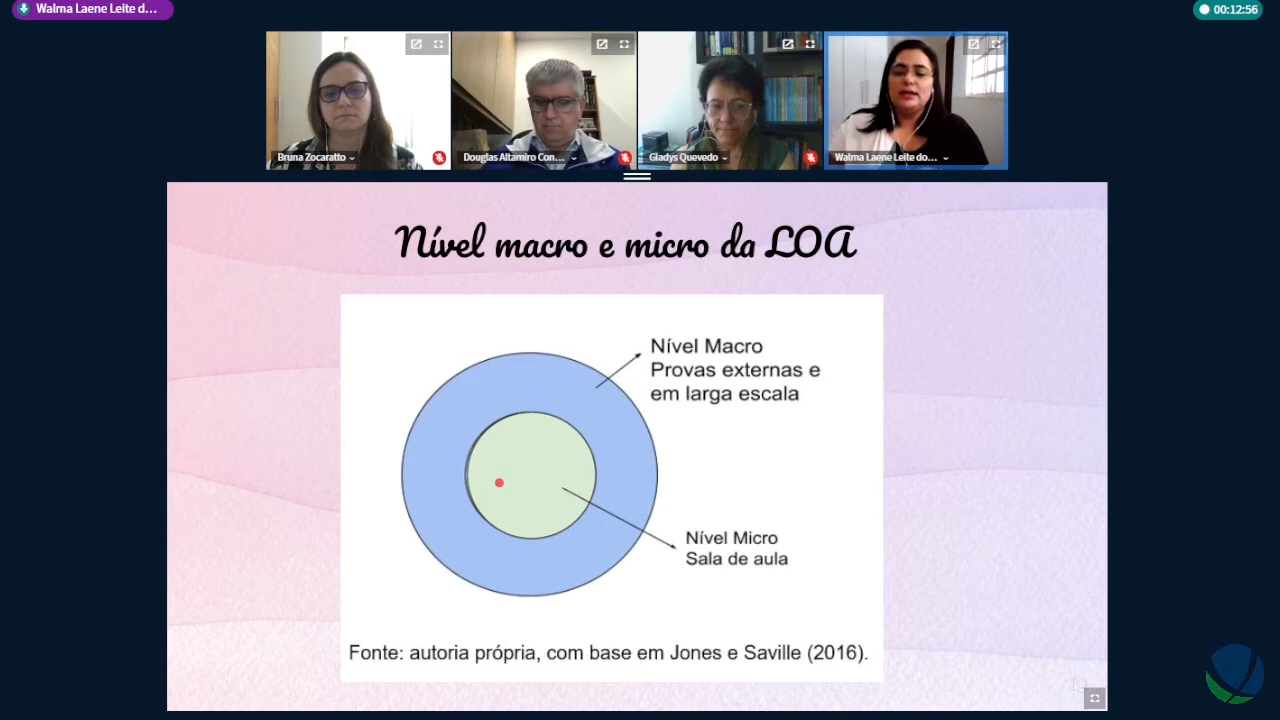 Walma Laene Leite d...
00:12:56
Bruna Zocaratto
Douglas Altamiro Con...
Gladys Quevedo
Walma Laene Leite do...
Nível macro e micro da LOA
Nível Macro
Provas externas e
em larga escala
Nível Micro
Sala de aula
Fonte: autoria própria, com base em Jones e Saville (2016).